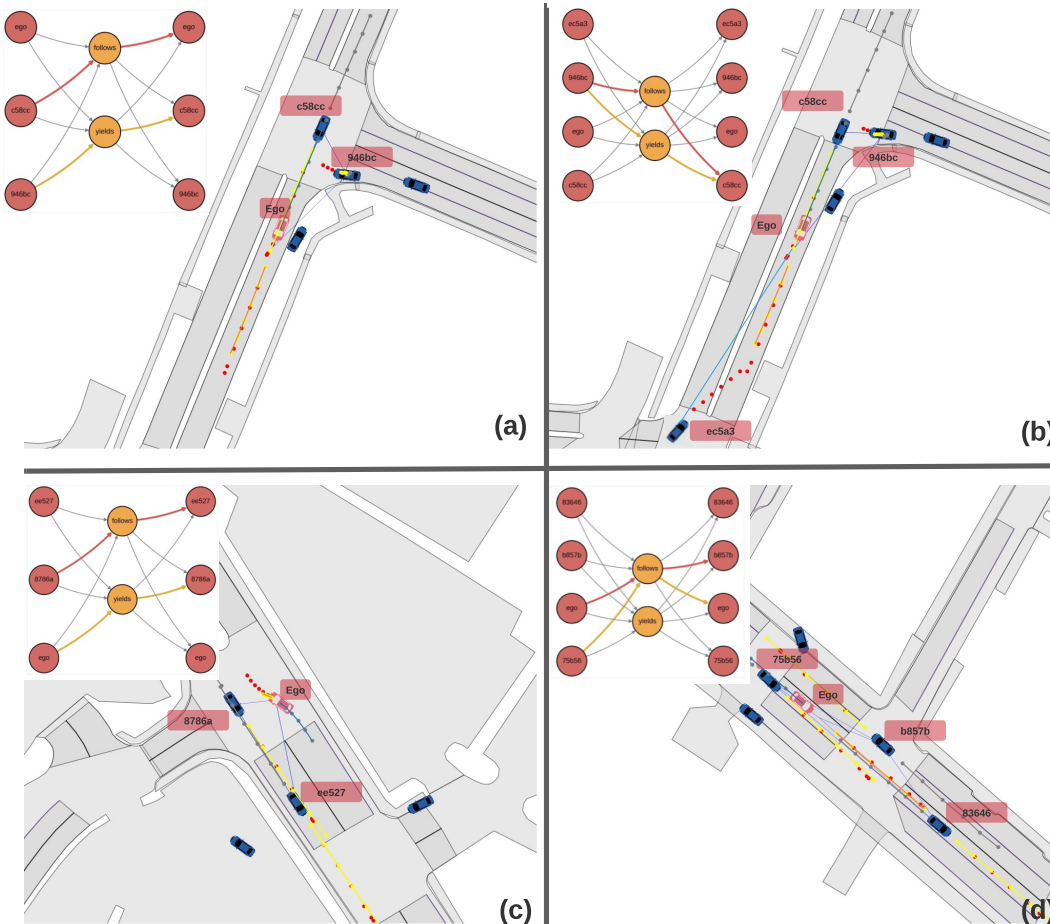 ego
ego
follows
c58cc
c58cc
yields
946bc
946bc
c58cc
946bc
Ego
(a)
ec5a3
ec5a3
946bc
946bc
follows
ego
ego
yields
c58cc
c58cc
c58cc
946bc
Ego
ec5a3
(b)
ee527
ee527
follows
8786a
8786a
yields
ego
ego
Ego
8786a
ee527
(c)
83646
83646
b857b
b857b
follows
ego
ego
yields
75b56
75b56
75b56
Ego
b857b
83646
(d)